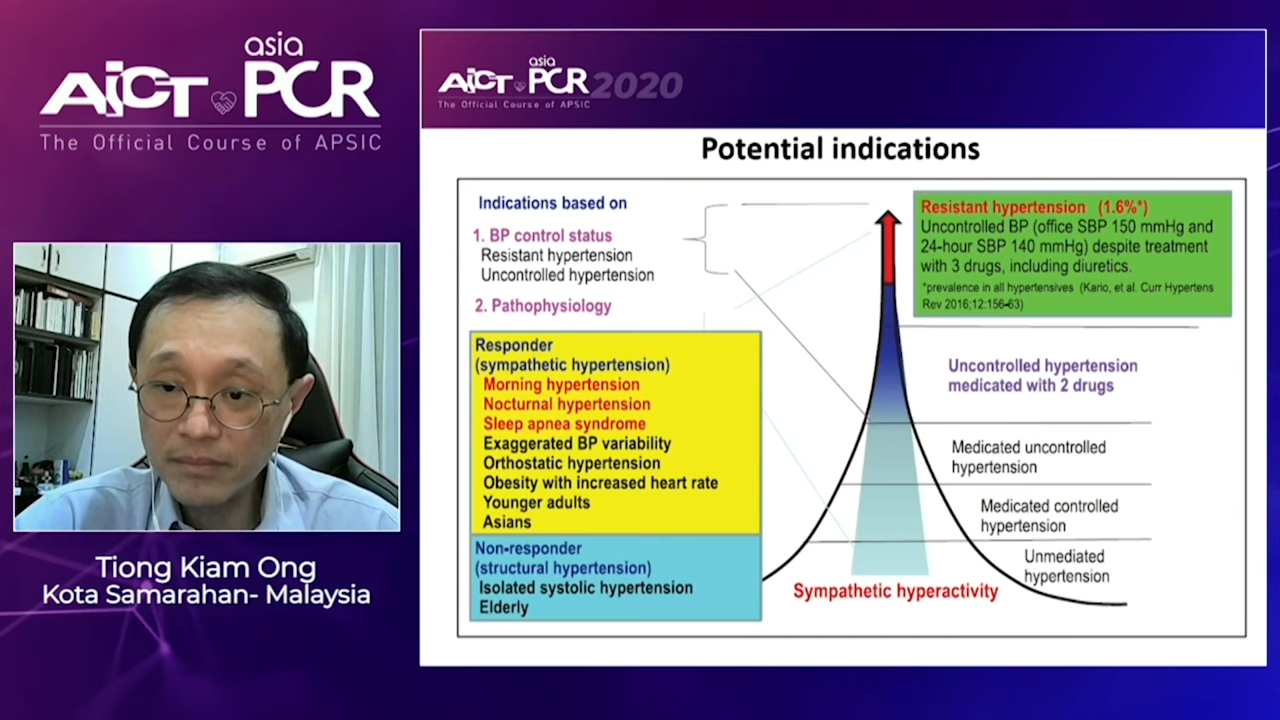 asia
AICT PCR
The Official Course of APSIC
Tiong Kiam Ong
Kota Samarahan- Malaysia
asia
AICT PCR 2020
The Official Course of APSIC
Potential indications
Indications based on
1. BP control status
Resistant hypertension
Uncontrolled hypertension
2. Pathophysiology
Responder
(sympathetic hypertension)
Morning hypertension
Nocturnal hypertension
Sleep apnea syndrome
Exaggerated BP variability
Orthostatic hypertension
Obesity with increased heart rate
Younger adults
Asians
Non-responder
(structural hypertension)
Isolated systolic hypertension
Elderly
Resistant hypertension (1.6%*)
Uncontrolled BP (office SBP 150 mmHg and
24-hour SBP 140 mmHg) despite treatment
with 3 drugs, including diuretics.
*prevalence in all hypertensives (Kario, et al. Curr Hypertens
Rev 2016;12:156-63)
Uncontrolled hypertension
medicated with 2 drugs
Medicated uncontrolled
hypertension
Medicated controlled
hypertension
Unmediated
hypertension
Sympathetic hyperactivity